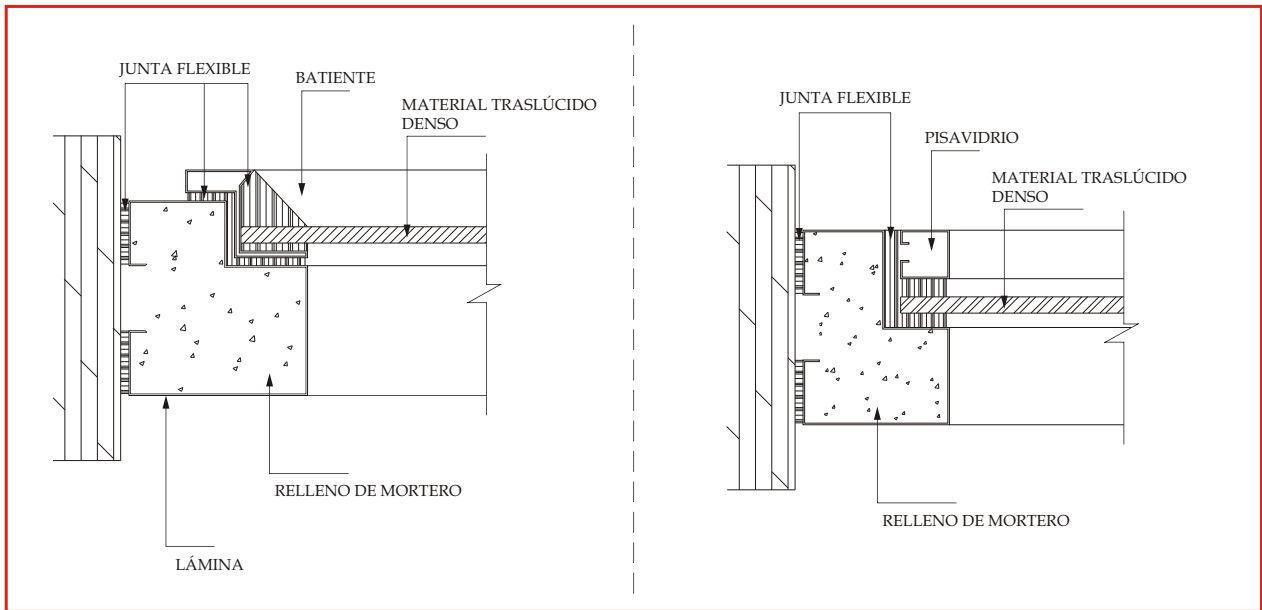 JUNTA FLEXIBLE
BATIENTE
MATERIAL TRASLÚCIDO
DENSO
RELLENO DE MORTERO
LÁMINA
JUNTA FLEXIBLE
PISAVIDRIO
MATERIAL TRASLÚCIDO
DENSO
RELLENO DE MORTERO